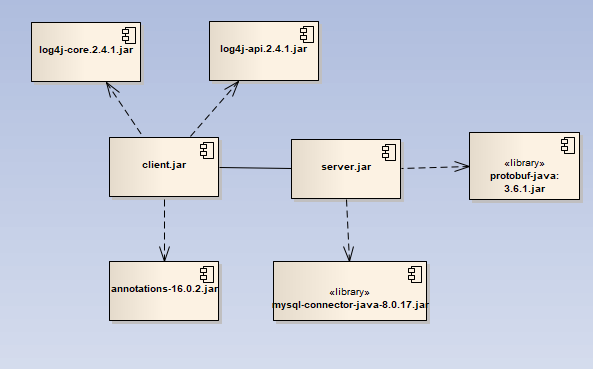 log4j-core.2.4.1.jar
log4j-api.2.4.1.jar
client.jar
server.jar
«library»
protobuf-java:
3.6.1.jar
annotations-16.0.2.jar
«library»
mysql-connector-java-8.0.17.jar